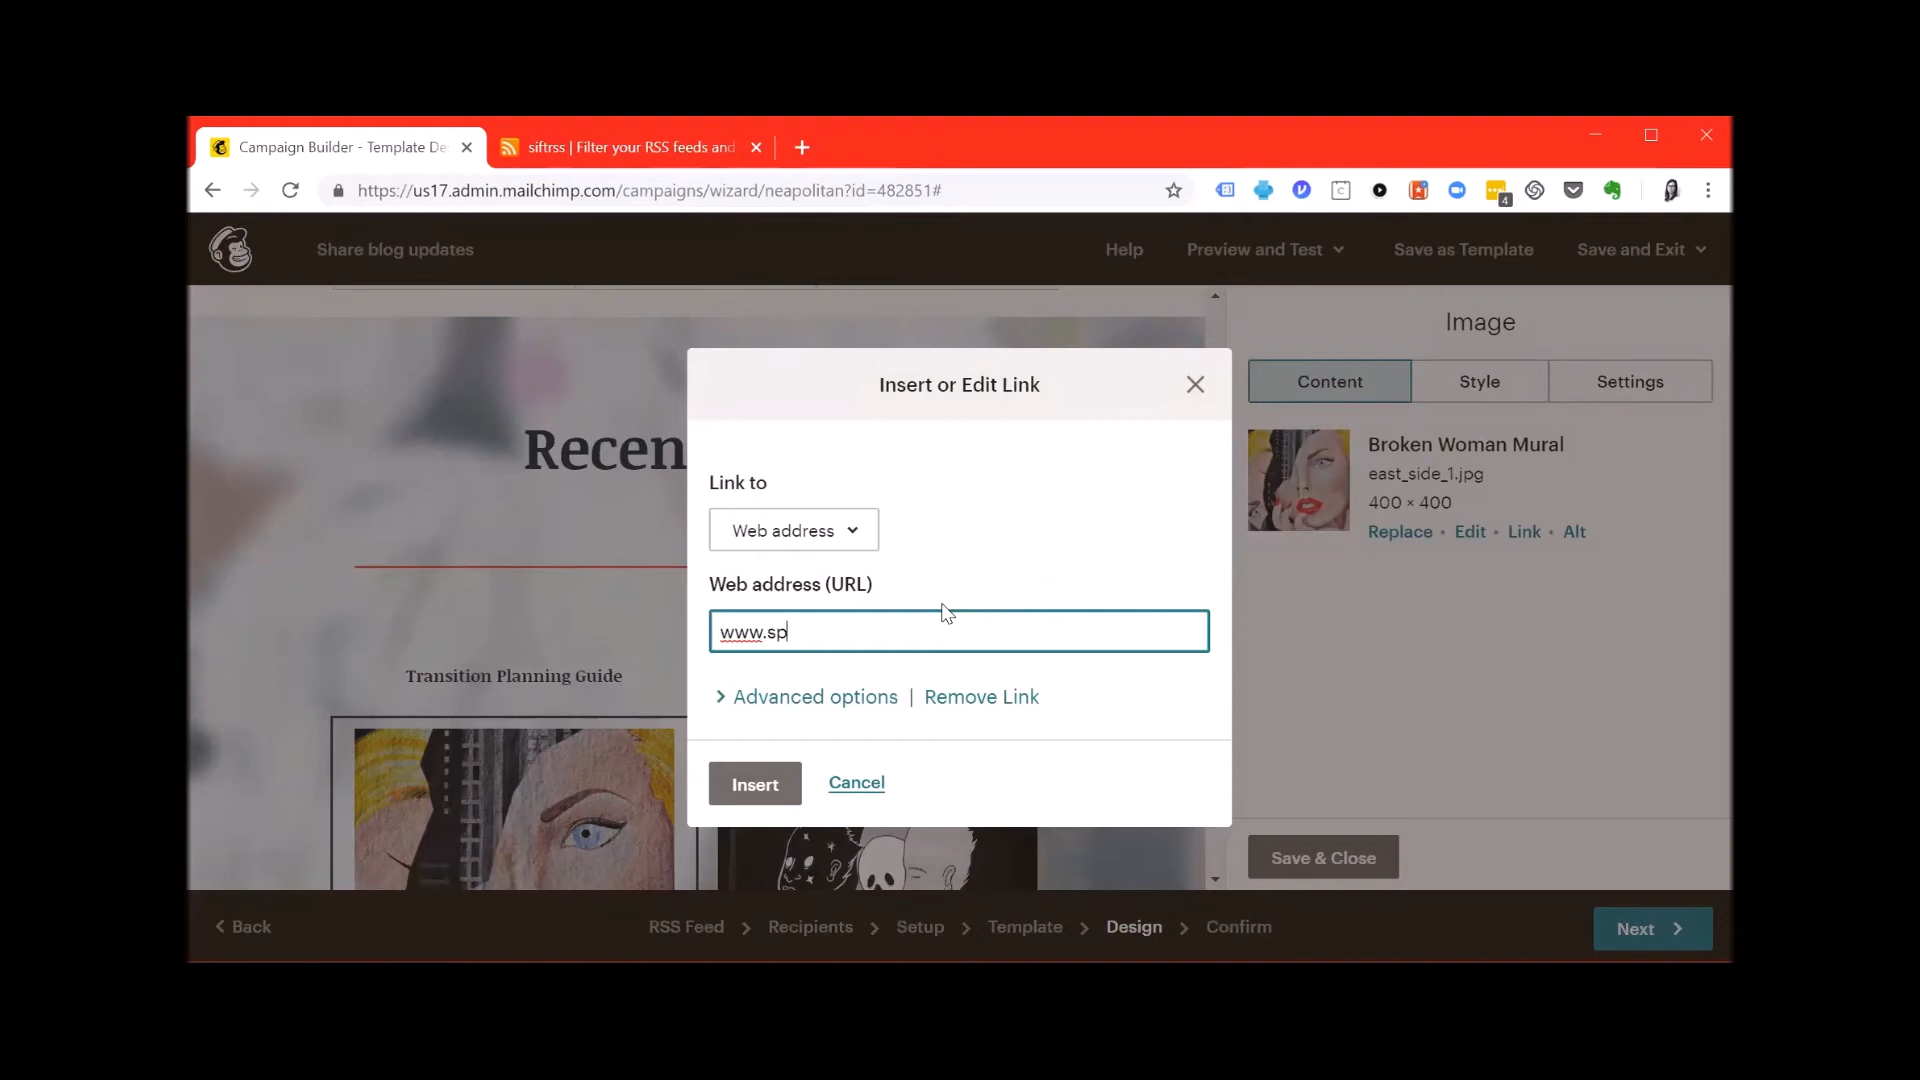 Campaign Builder - Template De
siftrss | Filter your RSS feeds and
https://us17.admin.mailchimp.com/campaigns/wizard/neapolitan?id=482851#
4
Share blog updates
Help
Preview and Test
Save as Template
Save and Exit
Recen
Transition Planning Guide
Insert or Edit Link
Link to
Web address
Web address (URL)
www.sp
Advanced options | Remove Link
Insert
Cancel
Image
Content
Style
Settings
Broken Woman Mural
east_side_1.jpg
400 × 400
Replace • Edit • Link • Alt
Save & Close
Back
RSS Feed
Recipients
Setup
Template
Design
Confirm
Next